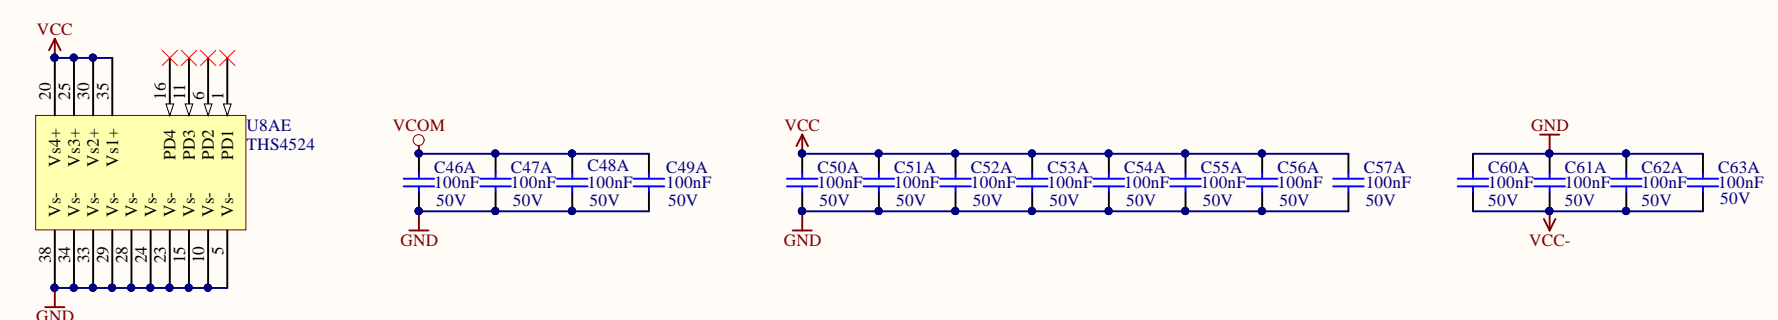 VCC
20
25
30
35
16
11
6
1
Vs4+
Vs3+
Vs2+
Vs1+
PD4
PD3
PD2
PD1
U8AE
THS4524
Vs-
Vs-
Vs-
Vs-
Vs-
Vs-
Vs-
Vs-
Vs-
Vs-
38
34
33
29
28
24
23
15
10
5
GND
VCOM
C46A
100nF
50V
C47A
100nF
50V
C48A
100nF
50V
C49A
100nF
50V
GND
VCC
C50A
100nF
50V
C51A
100nF
50V
C52A
100nF
50V
C53A
100nF
50V
C54A
100nF
50V
C55A
100nF
50V
C56A
100nF
50V
C57A
100nF
50V
GND
GND
C60A
100nF
50V
C61A
100nF
50V
C62A
100nF
50V
C63A
100nF
50V
VCC-